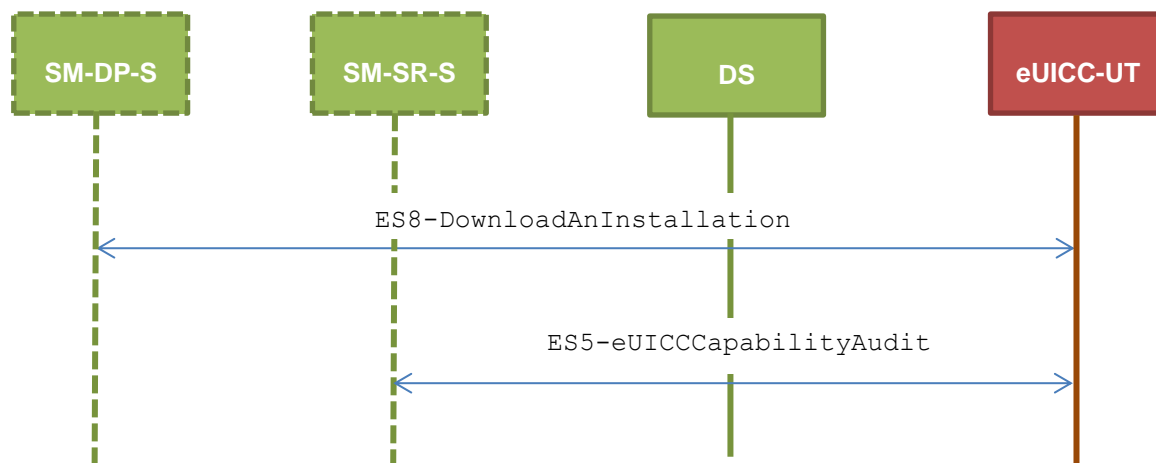 SM-DP-S
SM-SR-S
DS
eUICC-UT
ES8-DownloadAnInstallation
ES5-eUICCCapabilityAudit